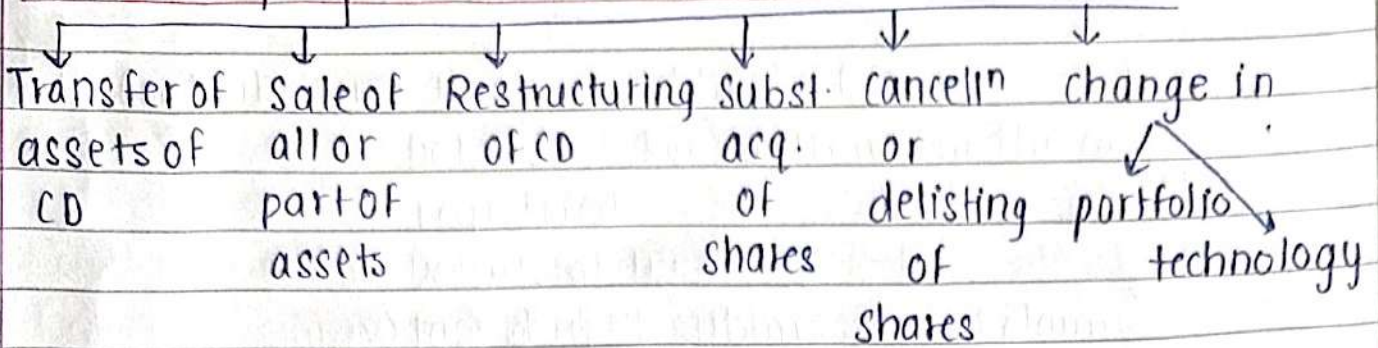 Transfer of sale of Restructuring subst. cancelln change in
assets of all or of CD acq. or
CD part of of delisting portfolio
assets shares of technology
shares